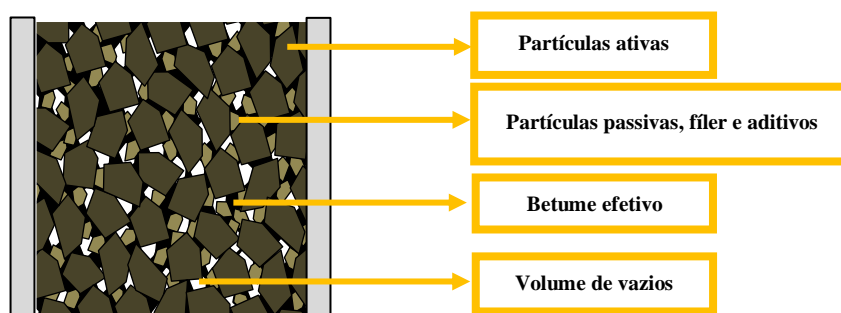 Partículas ativas
Partículas passivas, fíler e aditivos
Betume efetivo
Volume de vazios